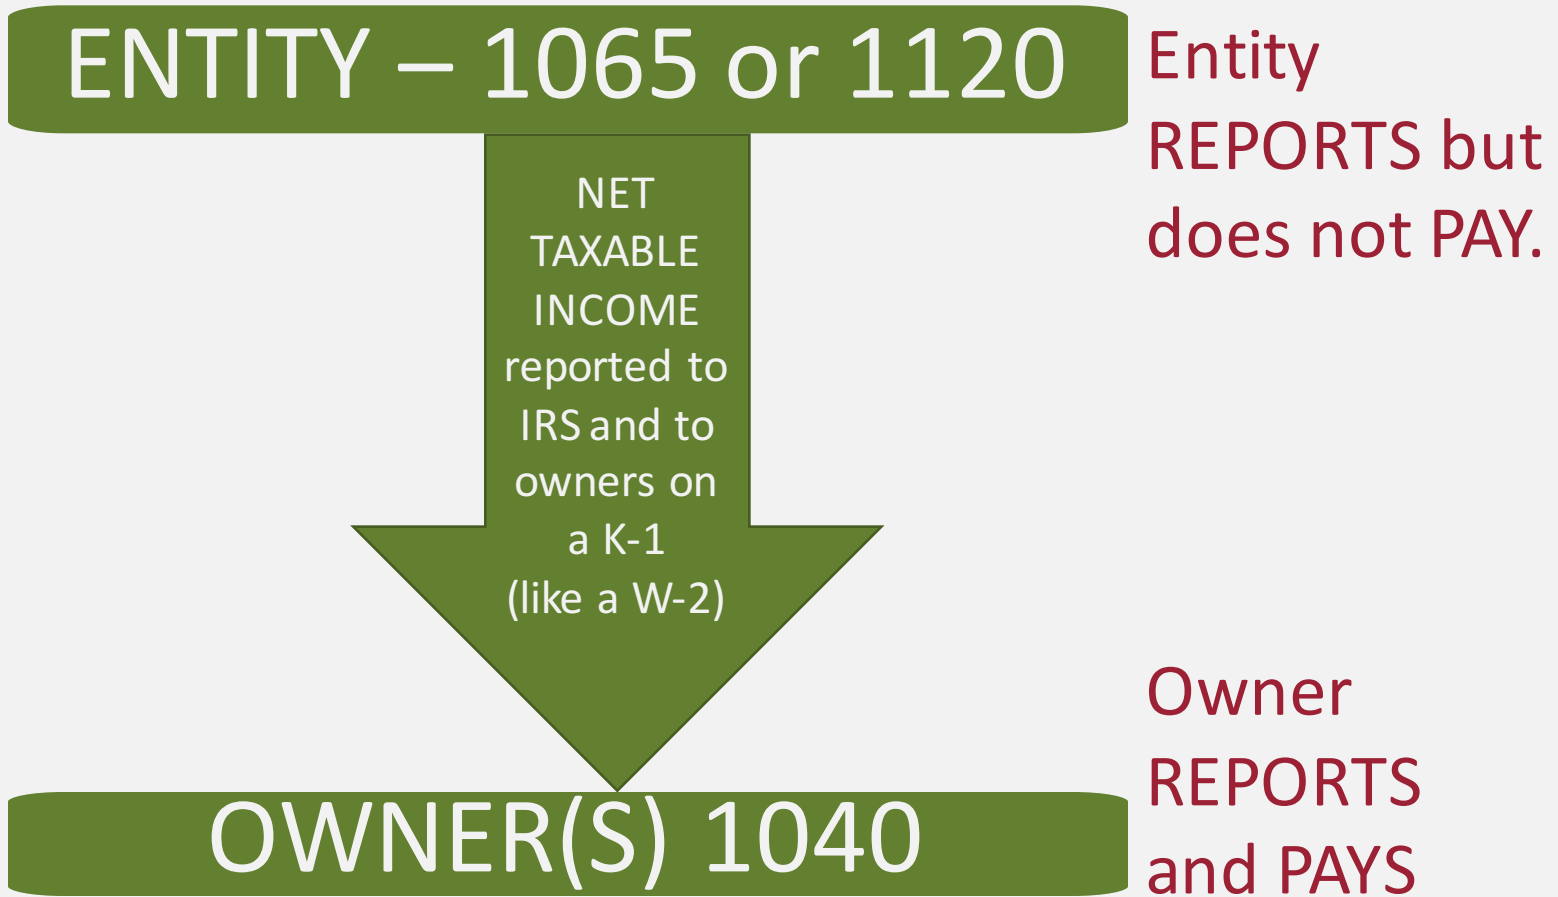 ENTITY – 1065 or 1120
Entity
REPORTS but
does not PAY.
NET
TAXABLE
INCOME
reported to
IRS and to
owners on
a K-1
(like a W-2)
OWNER(S) 1040
Owner
REPORTS
and PAYS